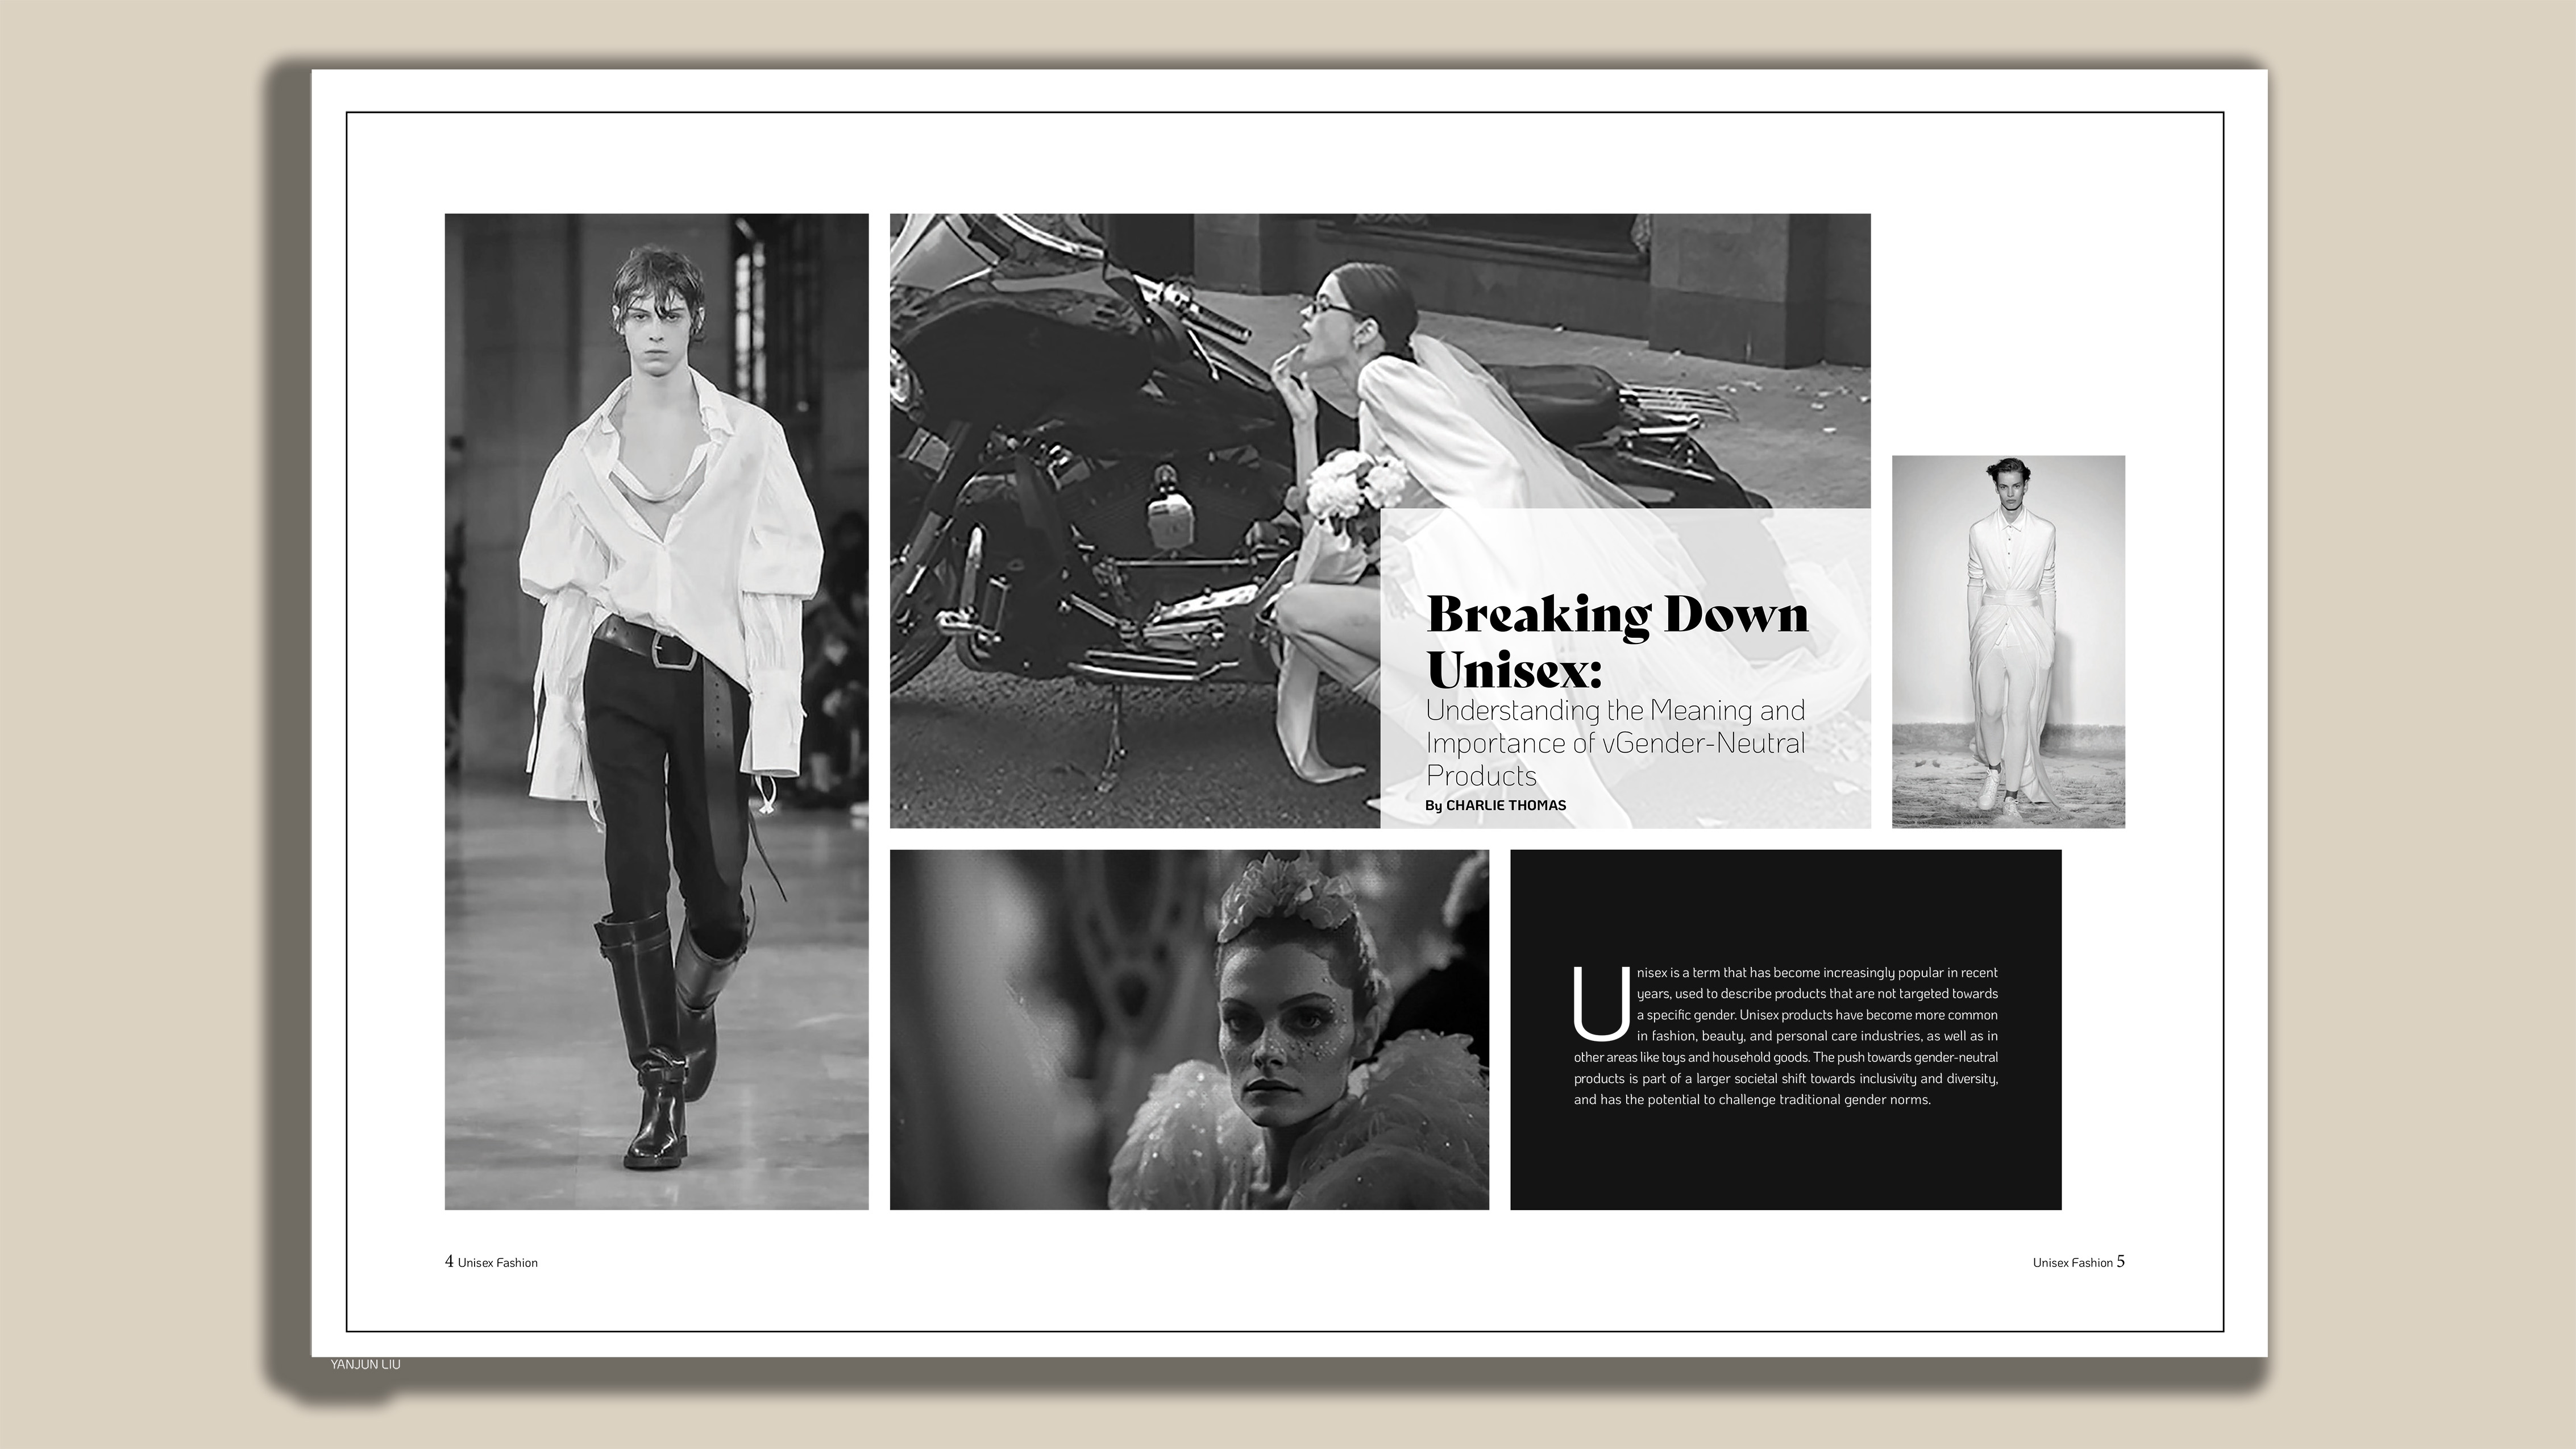 Breaking Down
Unisex:
Understanding the Meaning and
Importance of vGender-Neutral
Products
By CHARLIE THOMAS
Unisex is a term that has become increasingly popular in recent
years, used to describe products that are not targeted towards
a specific gender. Unisex products have become more common
in fashion, beauty, and personal care industries, as well as in
other areas like toys and household goods. The push towards gender-neutral
products is part of a larger societal shift towards inclusivity and diversity,
and has the potential to challenge traditional gender norms.
4 Unisex Fashion
Unisex Fashion 5
YANJUN LIU